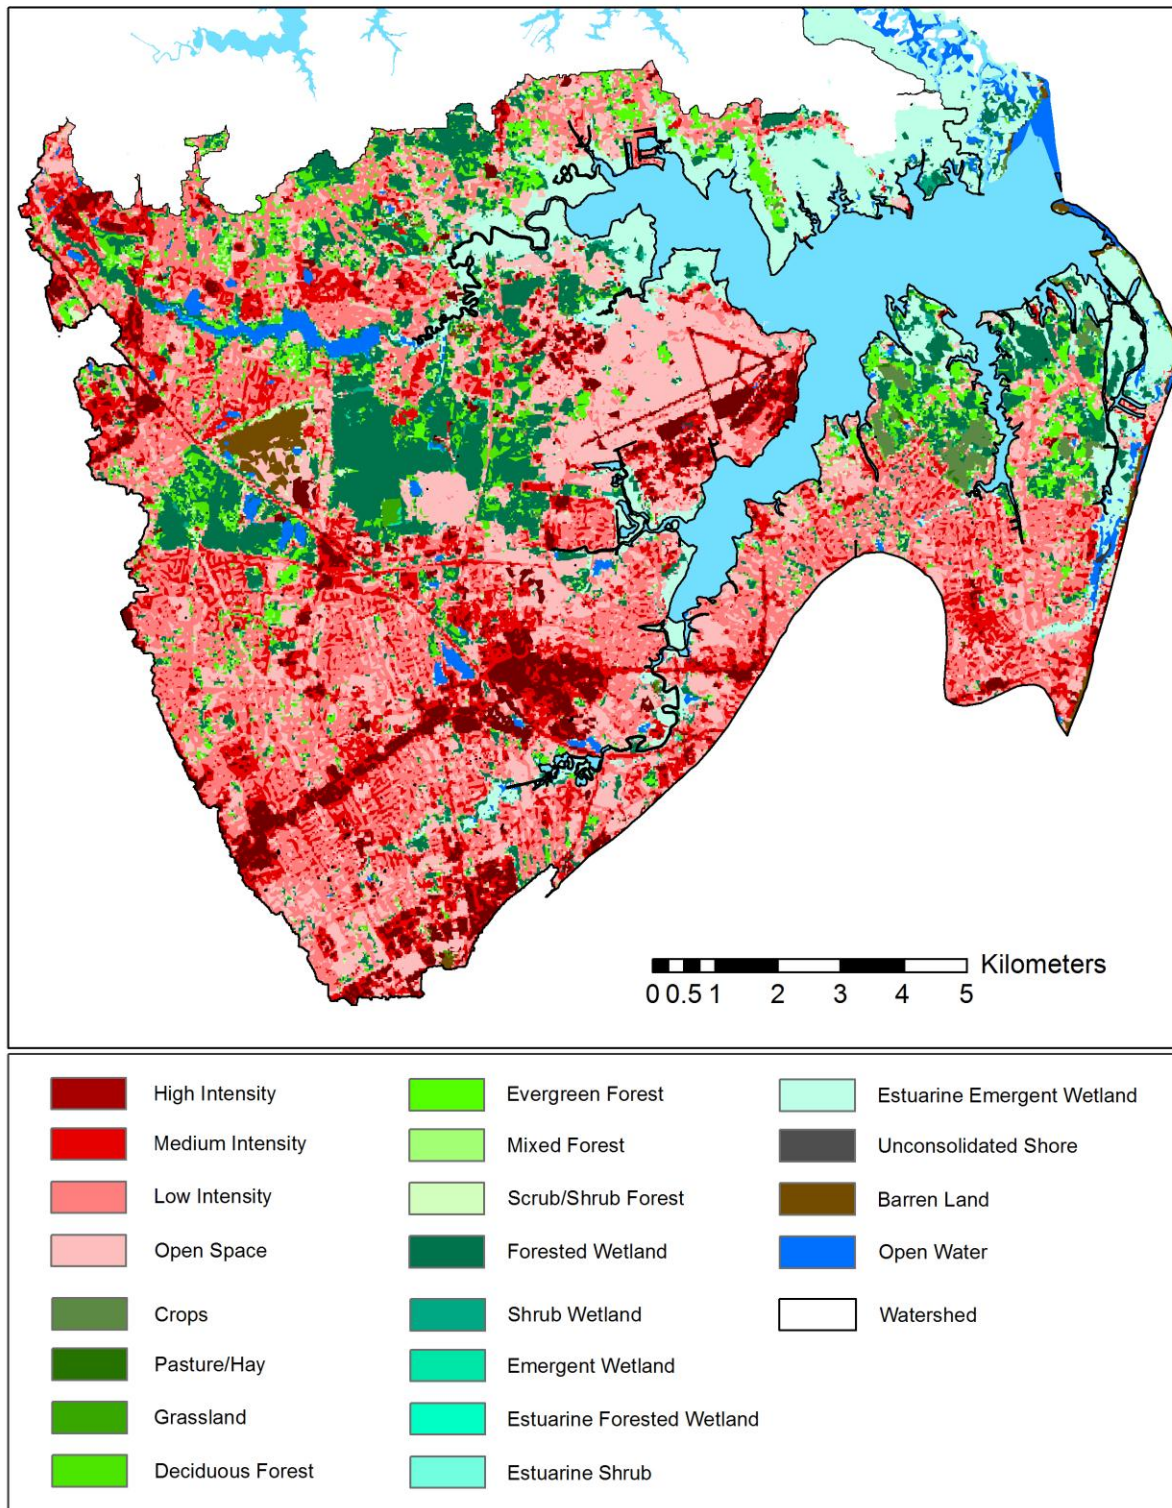 Kilometers
0 0.5 1 2 3 4 5
High Intensity
Medium Intensity
Low Intensity
Open Space
Crops
Pasture/Hay
Grassland
Deciduous Forest
Evergreen Forest
Mixed Forest
Scrub/Shrub Forest
Forested Wetland
Shrub Wetland
Emergent Wetland
Estuarine Forested Wetland
Estuarine Shrub
Estuarine Emergent Wetland
Unconsolidated Shore
Barren Land
Open Water
Watershed